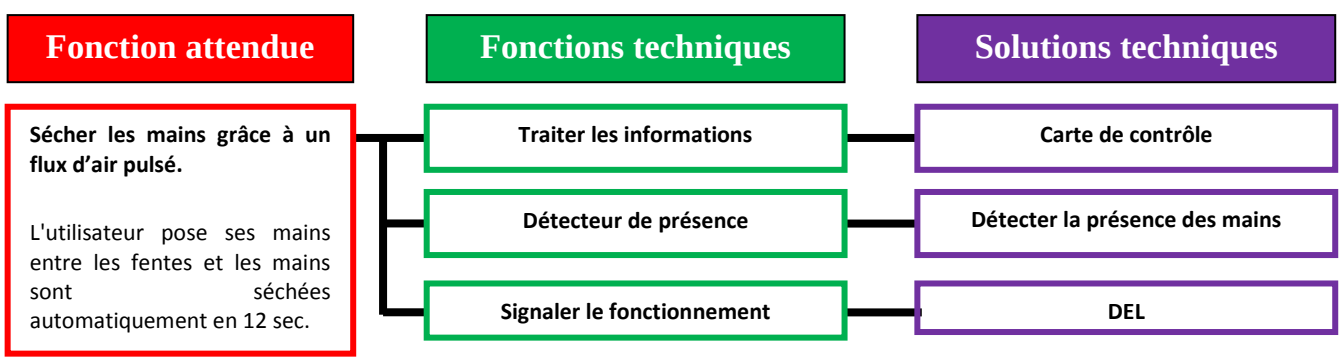 Fonction attendue
Fonctions techniques
Solutions techniques
Sécher les mains grâce à un
flux d’air pulsé.
L'utilisateur pose ses mains
entre les fentes et les mains
sont séchées
automatiquement en 12 sec.
Traiter les informations
Carte de contrôle
Détecteur de présence
Détecter la présence des mains
Signaler le fonctionnement
DEL